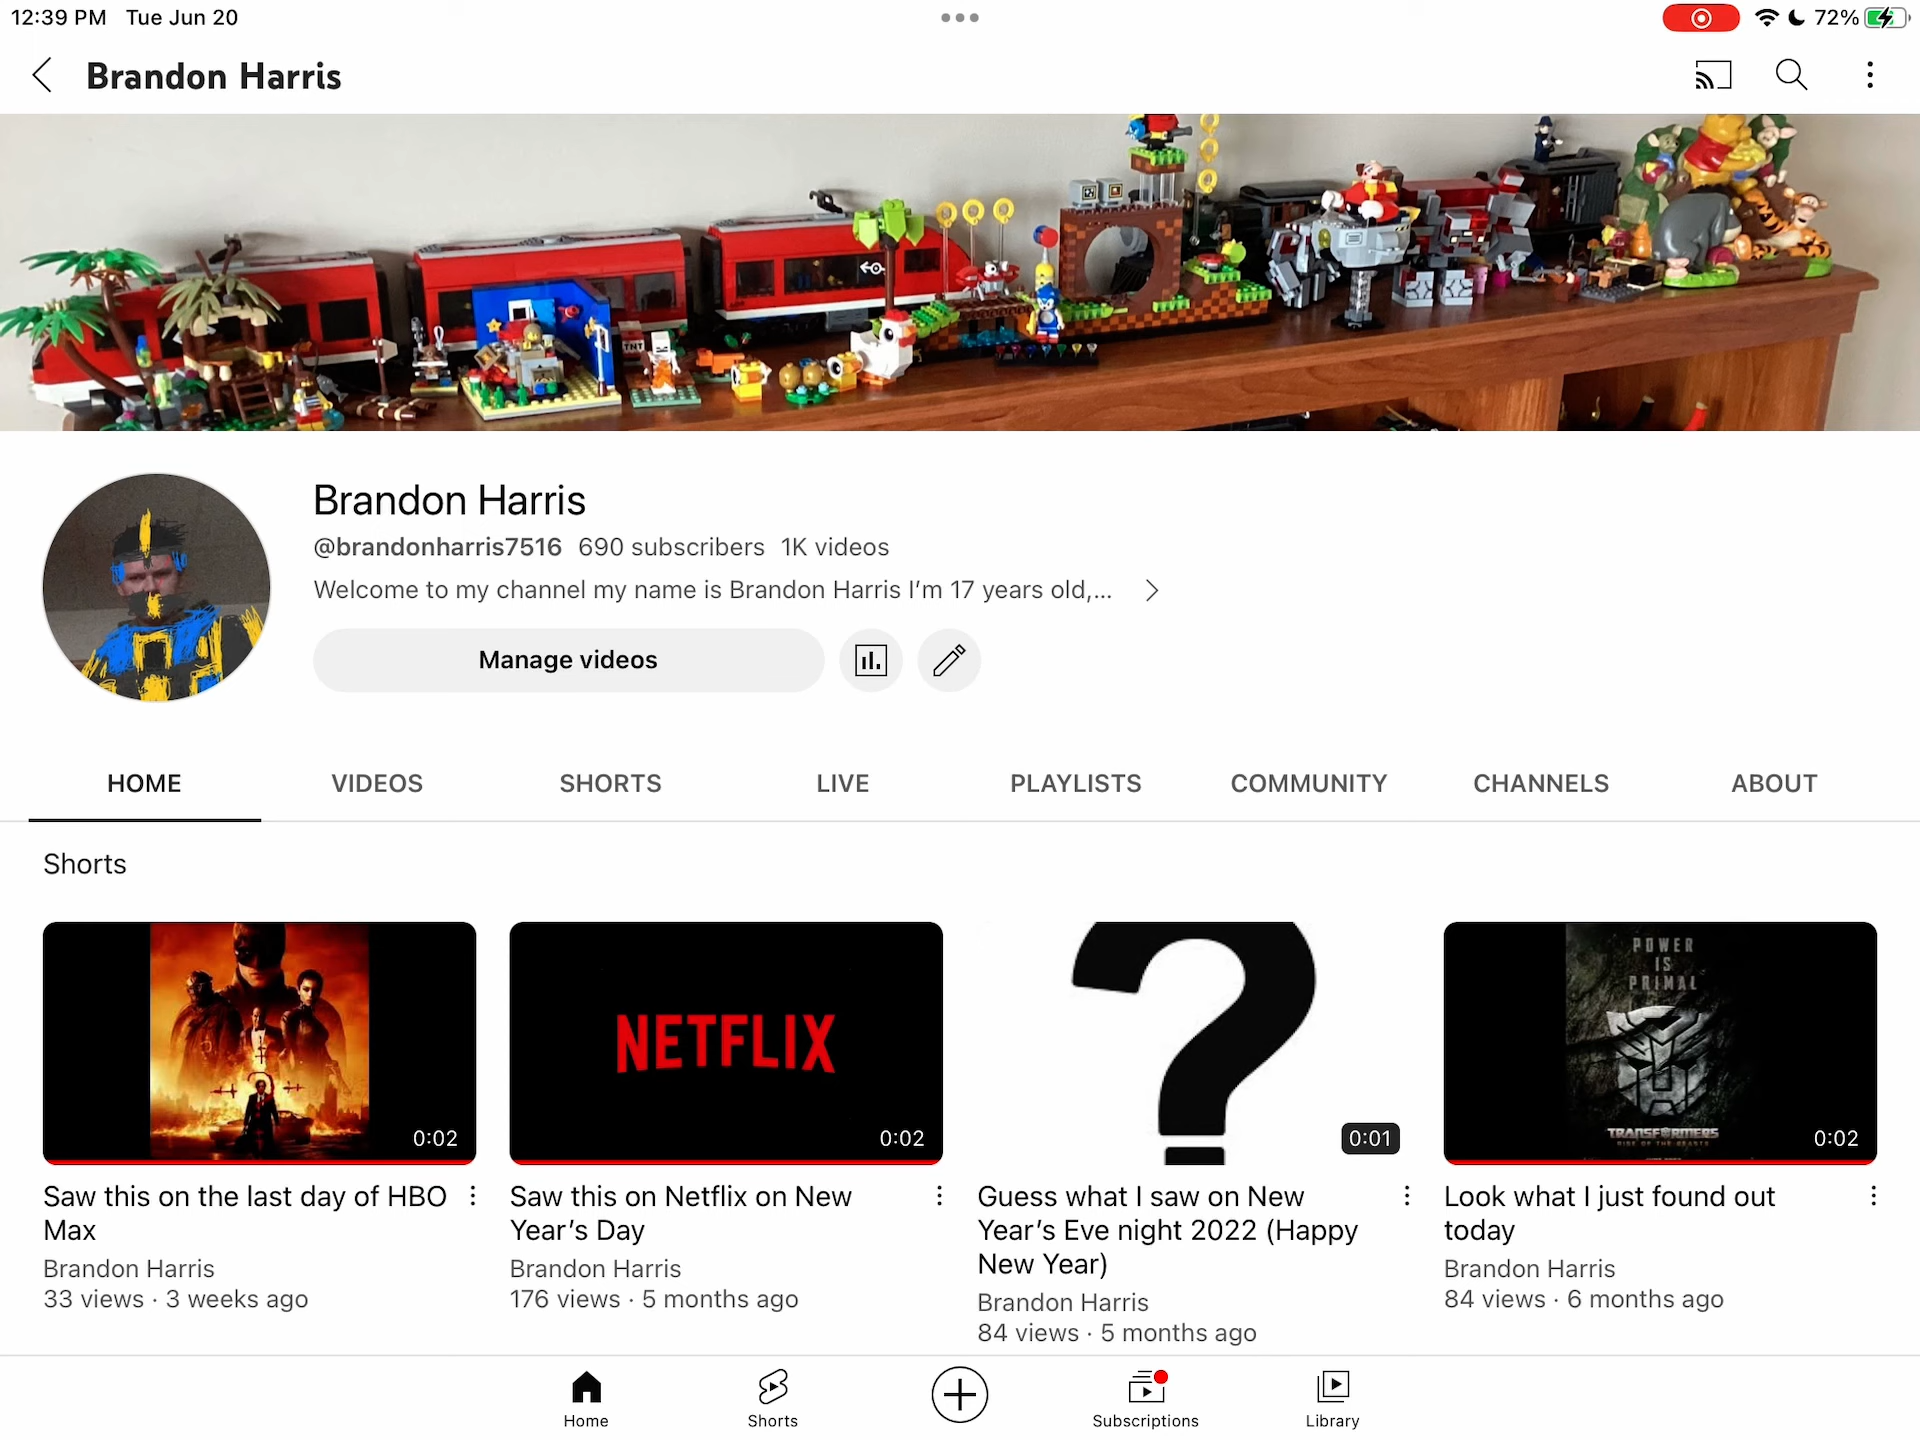 12:39 PM Tue Jun 20
72%
Brandon Harris
TNT
Brandon Harris
@brandonharris7516 690 subscribers 1K videos
Welcome to my channel my name is Brandon Harris I’m 17 years old,...
Manage videos
HOME VIDEOS SHORTS LIVE PLAYLISTS COMMUNITY CHANNELS ABOUT
Shorts
0:02
NETFLIX
0:02
0:01
POWER
IS
PRIMAL
TRANSFORMERS
RISE OF THE BEASTS
0:02
Saw this on the last day of HBO
Max
Brandon Harris
33 views · 3 weeks ago
Saw this on Netflix on New
Year’s Day
Brandon Harris
176 views · 5 months ago
Guess what I saw on New
Year’s Eve night 2022 (Happy
New Year)
Brandon Harris
84 views · 5 months ago
Look what I just found out
today
Brandon Harris
84 views · 6 months ago
Home Shorts Subscriptions Library